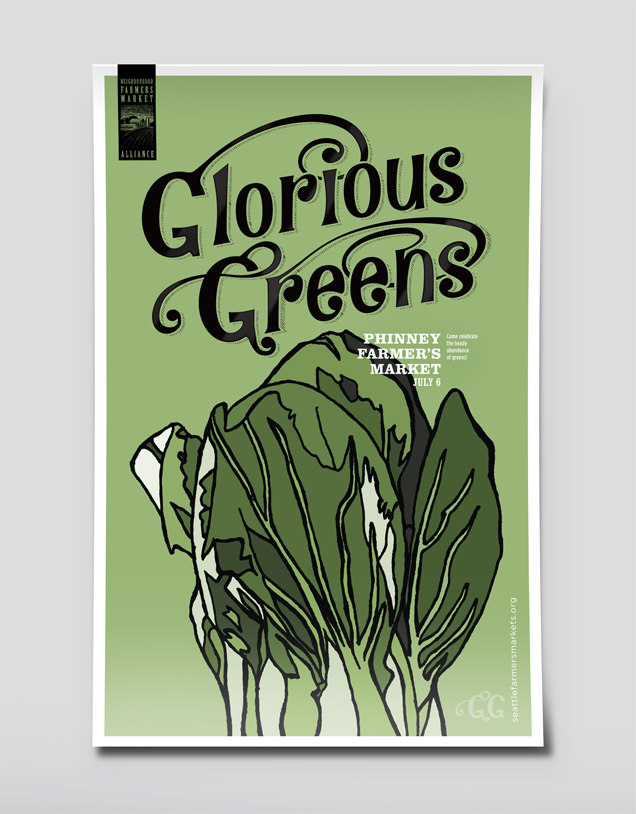 NEIGHBORHOOD
FARMERS
MARKET
ALLIANCE
Glorious
Greens
PHINNEY
FARMER'S
MARKET
JULY 6
Come celebrate
the heady
abundance
of greens!
GG
seattlefarmersmarkets.org